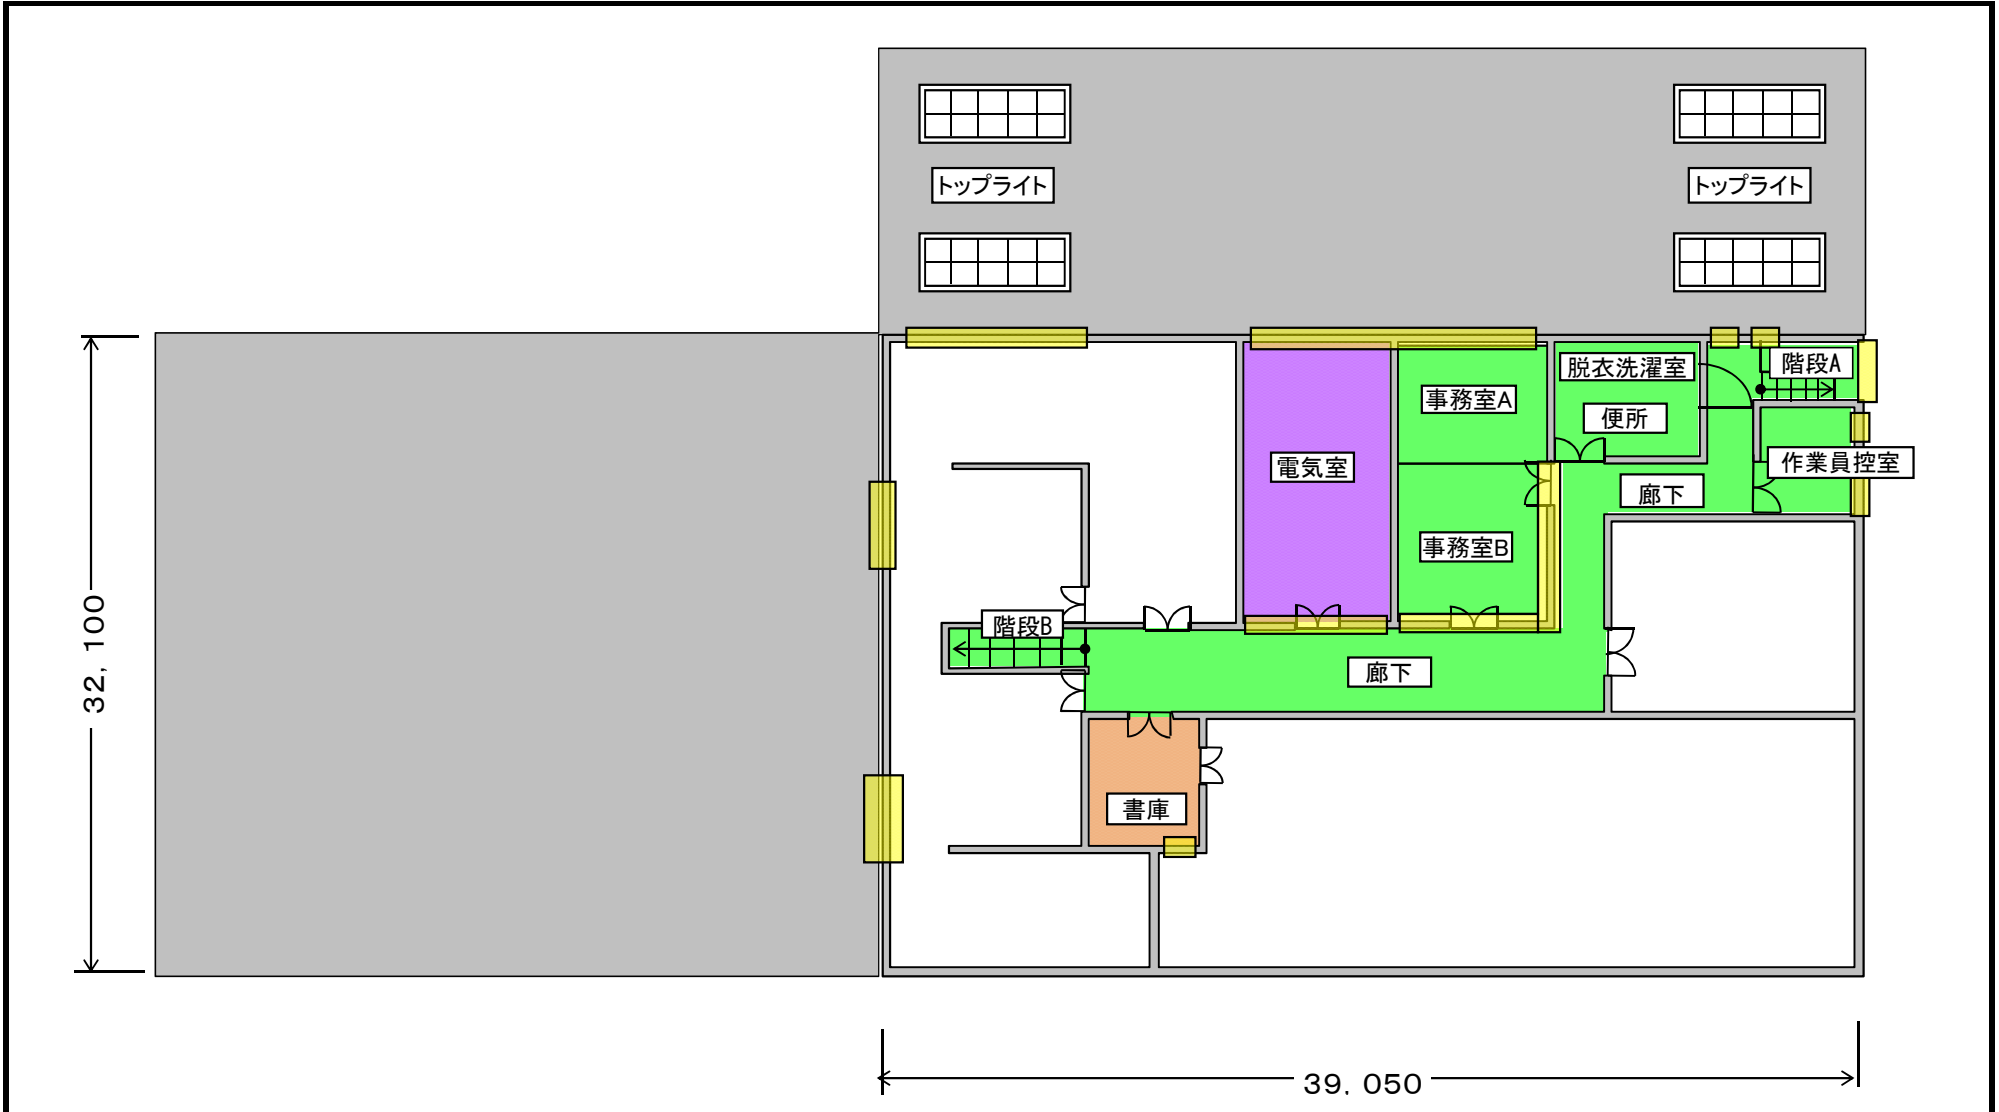 トップライト
トップライト
脱衣洗濯室
階段A
事務室A
便所
電気室
作業員控室
廊下
事務室B
32,100
階段B
廊下
書庫
39,050